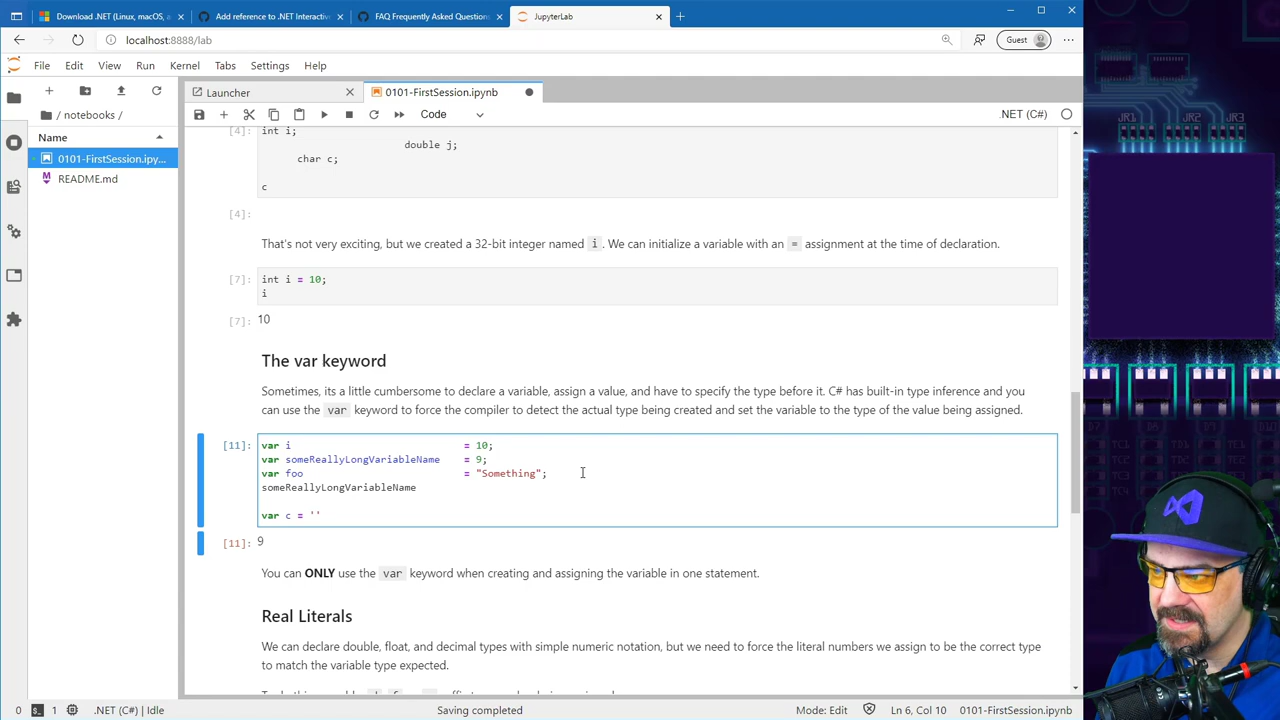 Download .NET (Linux, macOS, a
Add reference to .NET Interactiv
FAQ Frequently Asked Question
JupyterLab
localhost:8888/lab
Guest
File Edit View Run Kernel Tabs Settings Help
Launcher
0101-FirstSession.ipynb
Code
.NET (C#)
/ notebooks /
Name
0101-FirstSession.ipy...
README.md
[4]: int i;
double j;
char c;
c
[4]:
That's not very exciting, but we created a 32-bit integer named i. We can initialize a variable with an = assignment at the time of declaration.
[7]: int i = 10;
i
[7]: 10
The var keyword
Sometimes, its a little cumbersome to declare a variable, assign a value, and have to specify the type before it. C# has built-in type inference and you
can use the var keyword to force the compiler to detect the actual type being created and set the variable to the type of the value being assigned.
[11]: var i = 10;
var someReallyLongVariableName = 9;
var foo = "Something";
someReallyLongVariableName
var c = ''
[11]: 9
You can ONLY use the var keyword when creating and assigning the variable in one statement.
Real Literals
We can declare double, float, and decimal types with simple numeric notation, but we need to force the literal numbers we assign to be the correct type
to match the variable type expected.
0 1 .NET (C#) | Idle
Saving completed
Mode: Edit
Ln 6, Col 10
0101-FirstSession.ipynb
JR1 JR2 JR3